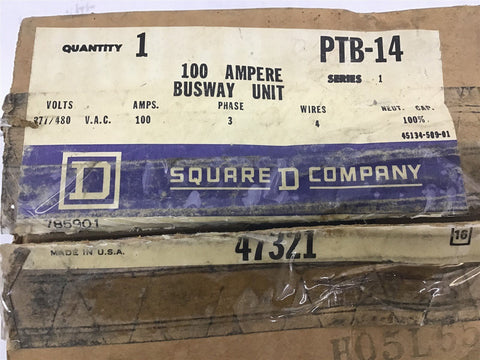 QUANTITY 1 PTB-14
SERIES 1
100 AMPERE
BUSWAY UNIT
VOLTS AMPS. PHASE WIRES NEUT. CAP.
277/480 V.A.C. 100 3 4 100%
45134-509-01
D SQUARE D COMPANY
785901
MADE IN U.S.A. 47321 16